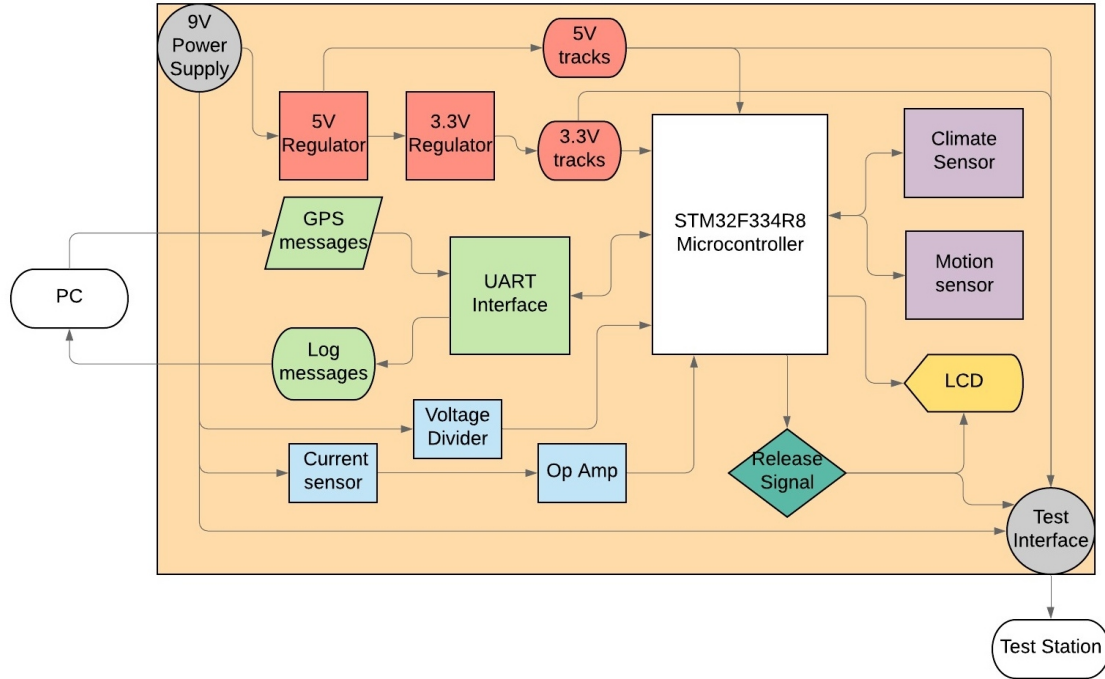 9V
Power
Supply
5V
tracks
5V
Regulator
3.3V
Regulator
3.3V
tracks
STM32F334R8
Microcontroller
Climate
Sensor
Motion
sensor
GPS
messages
UART
Interface
PC
Log
messages
LCD
Voltage
Divider
Current
sensor
Op Amp
Release
Signal
Test
Interface
Test Station